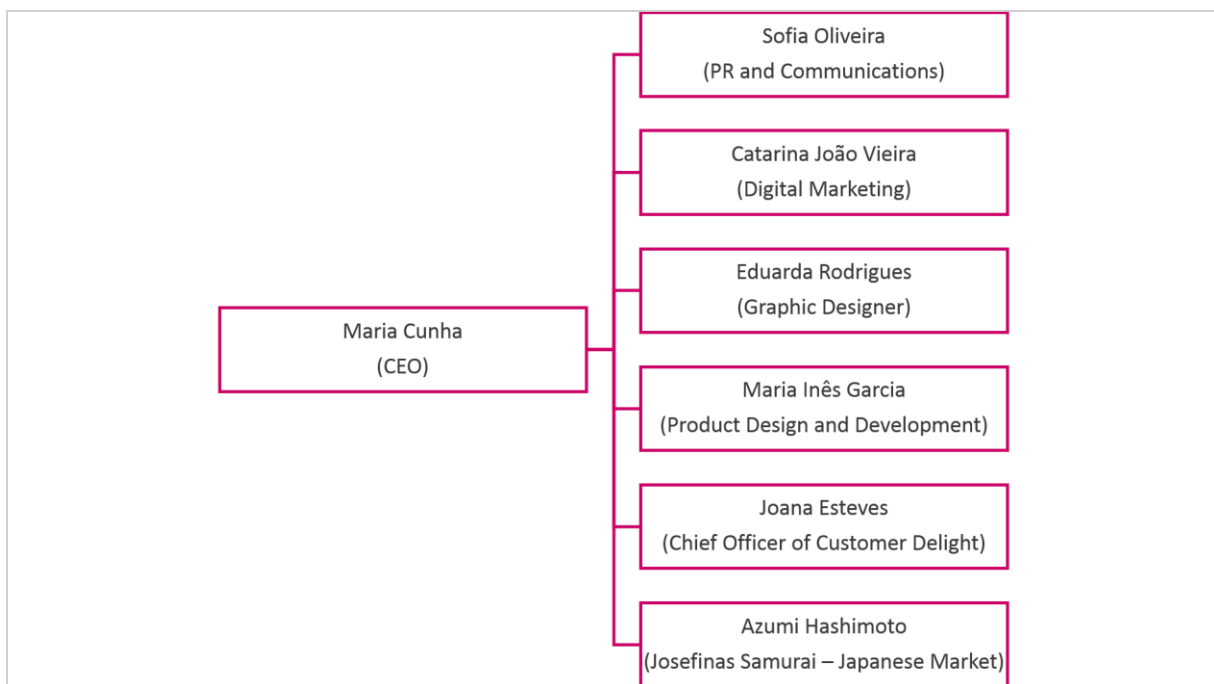 Sofia Oliveira
(PR and Communications)
Catarina João Vieira
(Digital Marketing)
Eduarda Rodrigues
(Graphic Designer)
Maria Cunha
(CEO)
Maria Inês Garcia
(Product Design and Development)
Joana Esteves
(Chief Officer of Customer Delight)
Azumi Hashimoto
(Josefinas Samurai – Japanese Market)